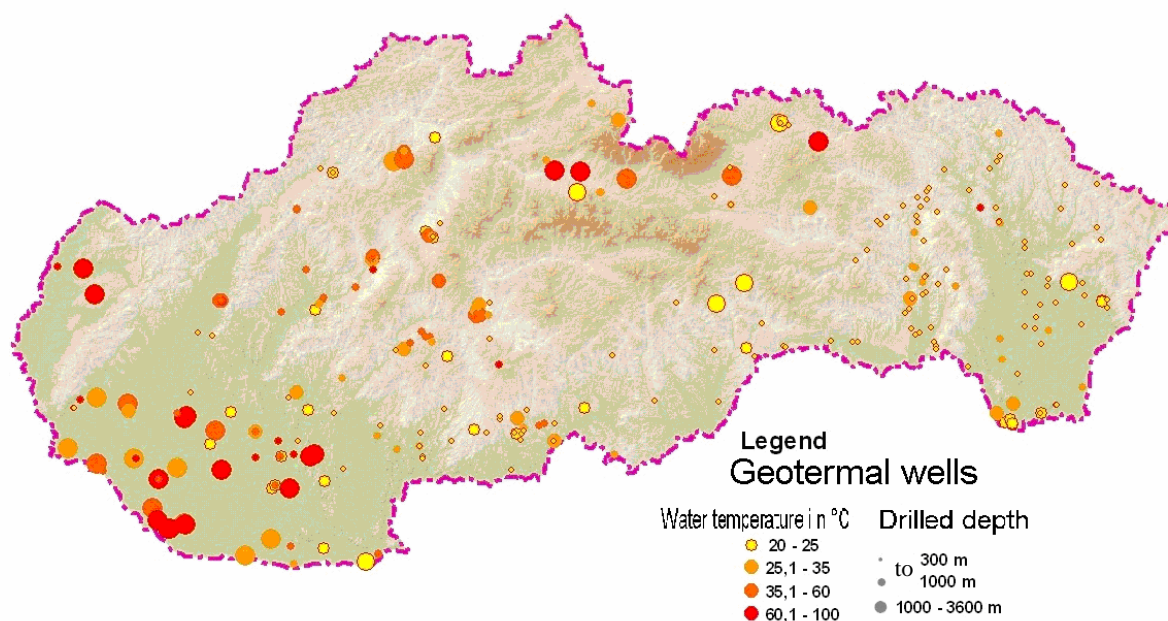 Legend
Geotermal wells
Water temperature i n °C
20 - 25
25,1 - 35
35,1 - 60
60,1 - 100
Drilled depth
to 300 m
1000 m
1000 - 3600 m